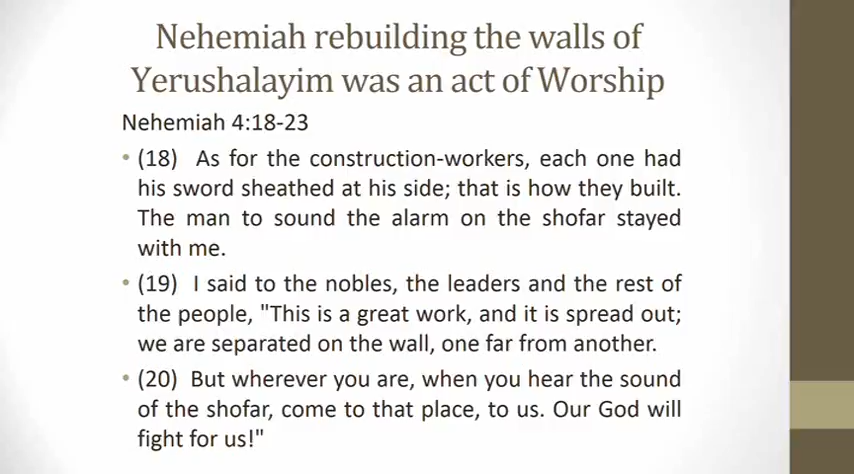 Nehemiah rebuilding the walls of
Yerushalayim was an act of Worship
Nehemiah 4:18-23
• (18) As for the construction-workers, each one had
his sword sheathed at his side; that is how they built.
The man to sound the alarm on the shofar stayed
with me.
• (19) I said to the nobles, the leaders and the rest of
the people, "This is a great work, and it is spread out;
we are separated on the wall, one far from another.
• (20) But wherever you are, when you hear the sound
of the shofar, come to that place, to us. Our God will
fight for us!"